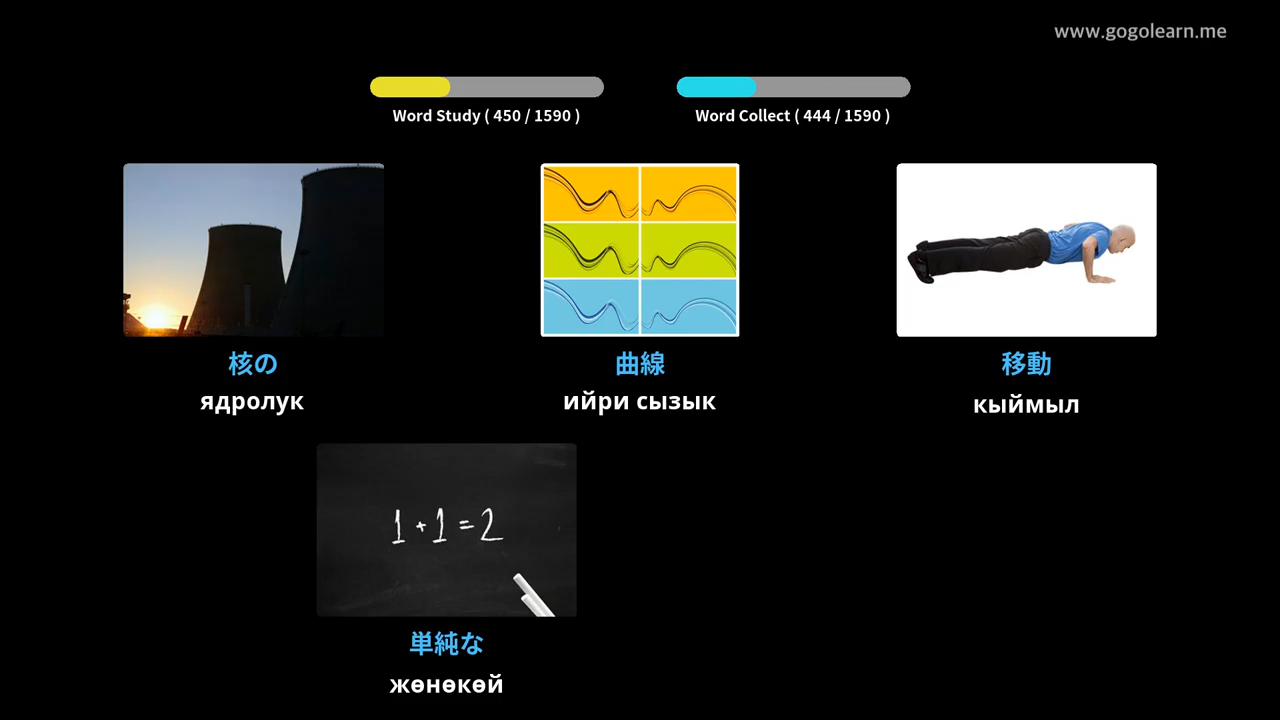 www.gogolearn.me
Word Study ( 450 / 1590 )
Word Collect ( 444 / 1590 )
核の
ядролук
曲線
ийри сызык
移動
кыймыл
1 + 1 = 2
単純な
жөнөкөй